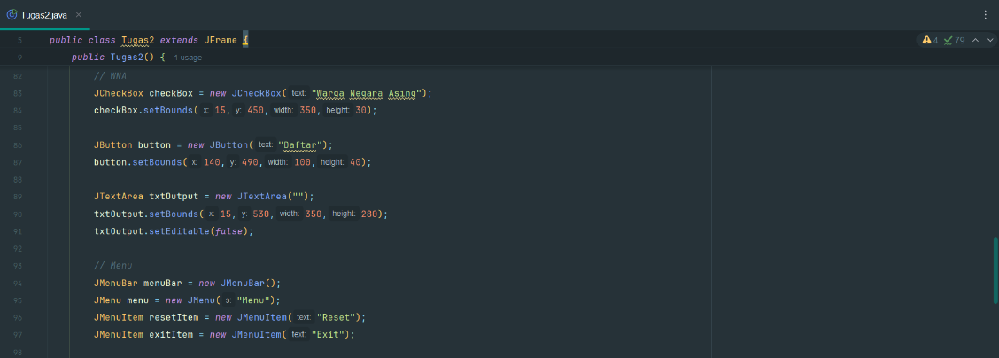 Tugas2.java
5 public class Tugas2 extends JFrame { 4 79
9 public Tugas2() { 1 usage
82 // WNA
83 JCheckBox checkBox = new JCheckBox( text: "Warga Negara Asing");
84 checkBox.setBounds( x: 15, y: 450, width: 350, height: 30);
85
86 JButton button = new JButton( text: "Daftar");
87 button.setBounds( x: 140, y: 490, width: 100, height: 40);
88
89 JTextArea txtOutput = new JTextArea("");
90 txtOutput.setBounds( x: 15, y: 530, width: 350, height: 280);
91 txtOutput.setEditable(false);
92
93 // Menu
94 JMenuBar menuBar = new JMenuBar();
95 JMenu menu = new JMenu( s: "Menu");
96 JMenuItem resetItem = new JMenuItem( text: "Reset");
97 JMenuItem exitItem = new JMenuItem( text: "Exit");
98